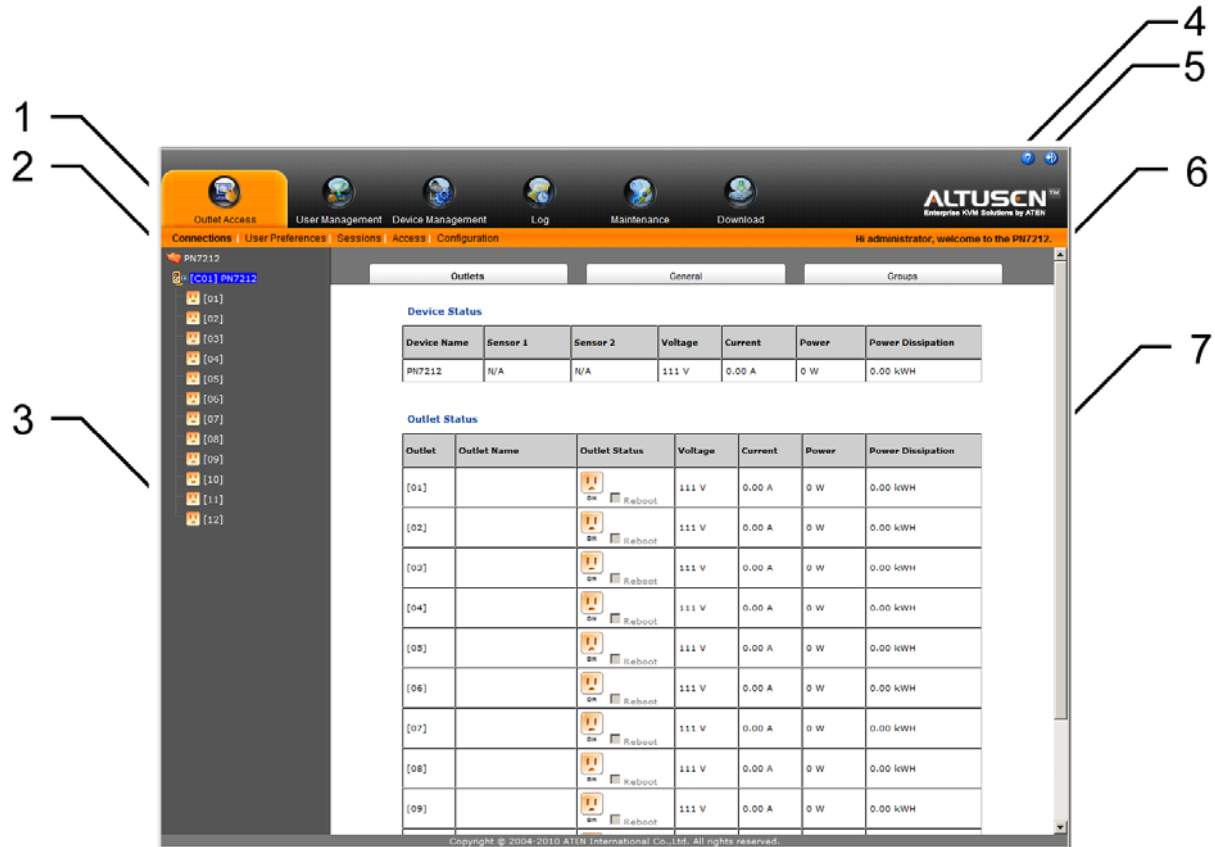 4
5
1
2
6
ALTUSCN™
Enterprise KVM Solutions by ATEN
Outlet Access User Management Device Management Log Maintenance Download
Connections | User Preferences | Sessions | Access | Configuration
Hi administrator, welcome to the PN7212.
PN7212
[C01] PN7212
[01]
[02]
[03]
[04]
[05]
[06]
[07]
[08]
[09]
[10]
[11]
[12]
3
7
Outlets General Groups
Device Status
Device Name Sensor 1 Sensor 2 Voltage Current Power Power Dissipation
PN7212 N/A N/A 111 V 0.00 A 0 W 0.00 kWH
Outlet Status
Outlet Outlet Name Outlet Status Voltage Current Power Power Dissipation
[01] ON Reboot 111 V 0.00 A 0 W 0.00 kWH
[02] ON Reboot 111 V 0.00 A 0 W 0.00 kWH
[03] ON Reboot 111 V 0.00 A 0 W 0.00 kWH
[04] ON Reboot 111 V 0.00 A 0 W 0.00 kWH
[05] ON Reboot 111 V 0.00 A 0 W 0.00 kWH
[06] ON Reboot 111 V 0.00 A 0 W 0.00 kWH
[07] ON Reboot 111 V 0.00 A 0 W 0.00 kWH
[08] ON Reboot 111 V 0.00 A 0 W 0.00 kWH
[09] ON Reboot 111 V 0.00 A 0 W 0.00 kWH
Copyright © 2004-2010 ATEN International Co.,Ltd. All rights reserved.